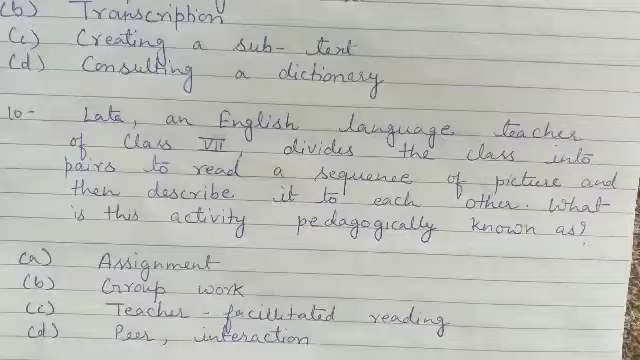 (b) Transcription
(c) Creating a sub-text
(d) Consulting a dictionary
10- Lata, an English language teacher
of class VII, divides the class into
pairs to read a sequence of picture and
then describe it to each other. What
is this activity pedagogically known as?
(a) Assignment
(b) Group work
(c) Teacher-facilitated reading
(d) Peer, interaction